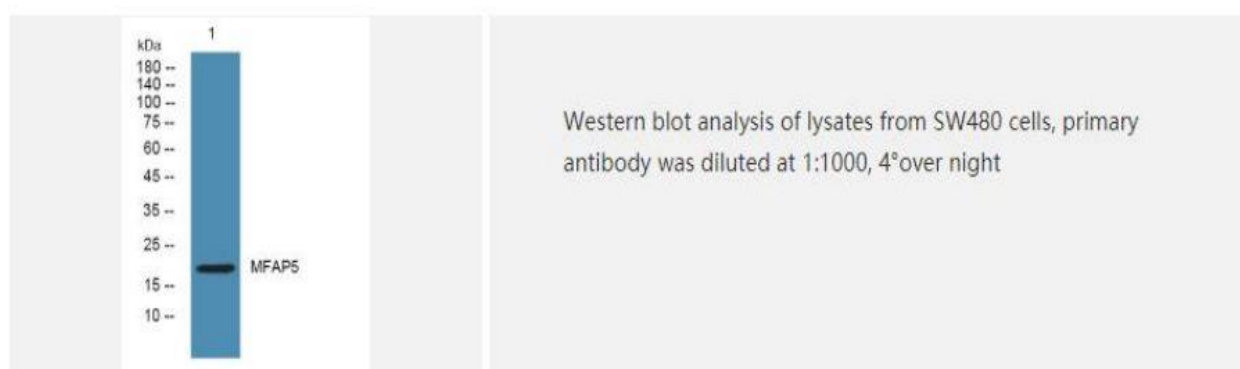 1
kDa
180 --
140 --
100 --
75 --
60 --
45 --
35 --
25 --
MFAP5
15 --
10 --
Western blot analysis of lysates from SW480 cells, primary
antibody was diluted at 1:1000, 4°over night